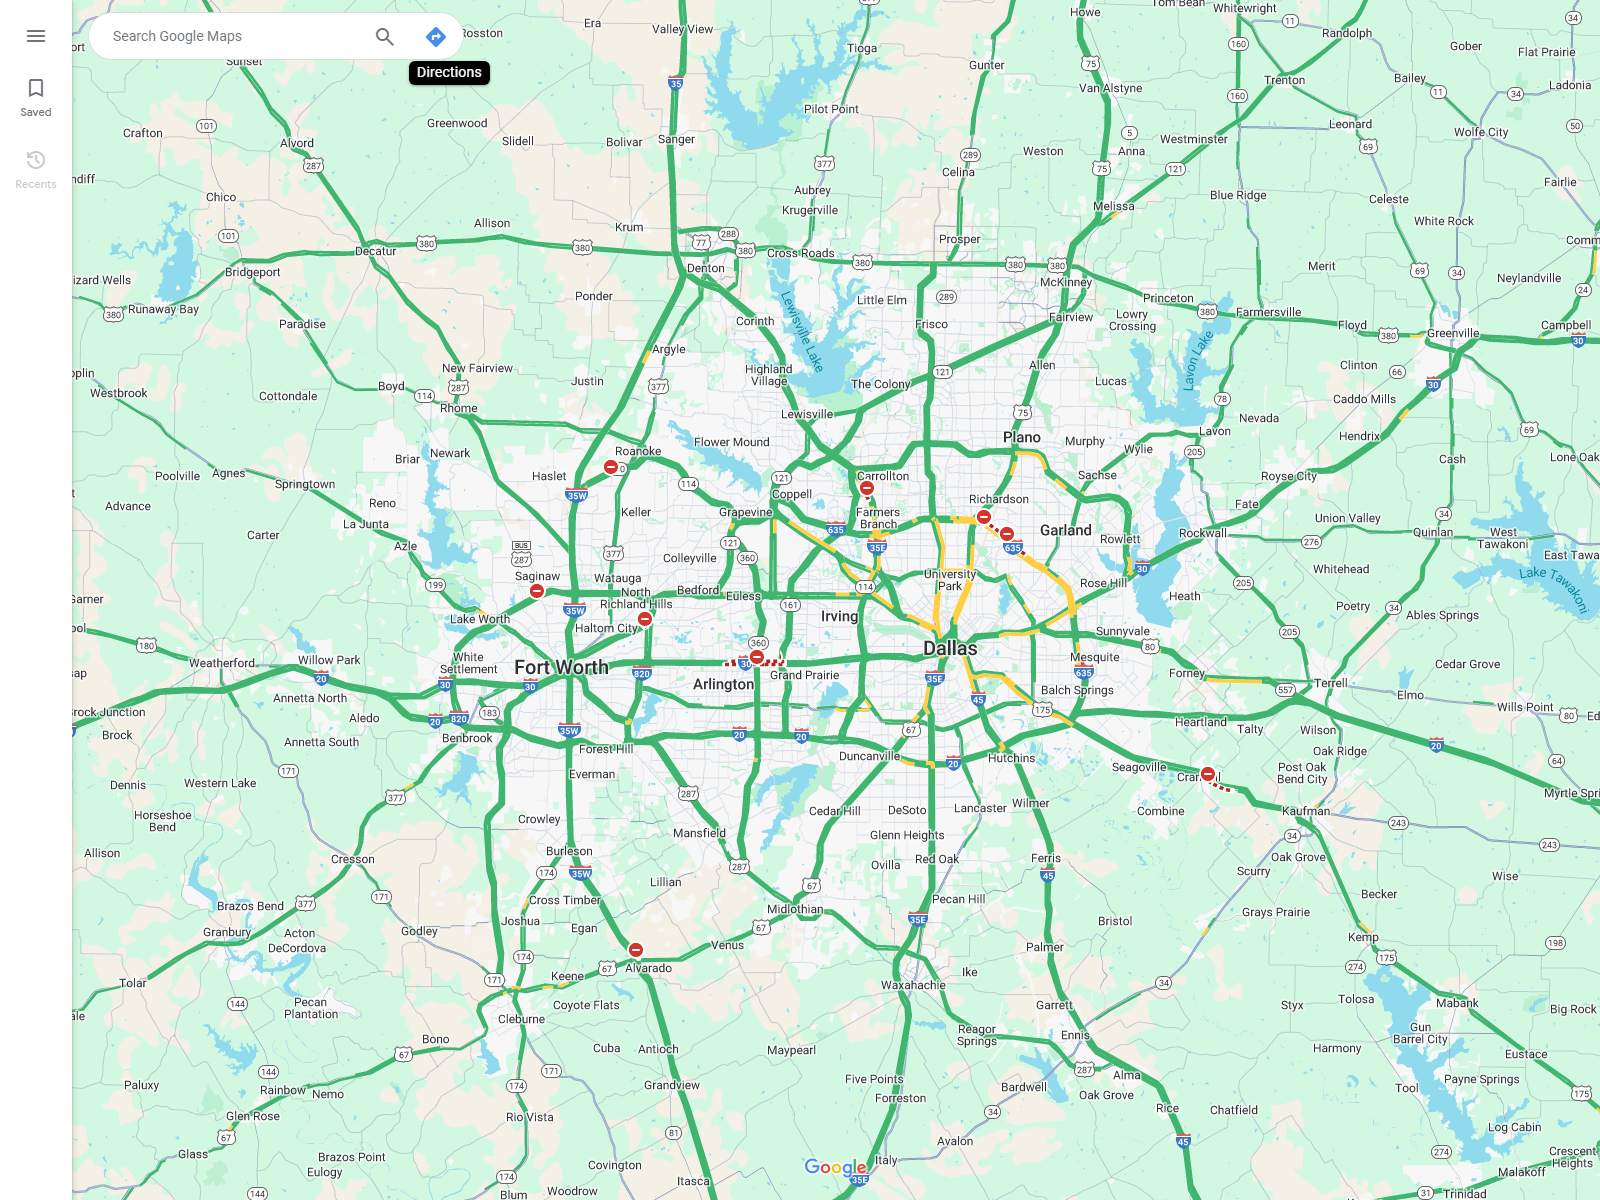 Search Google Maps
Directions
Saved
Recents
Era
Rosston
Valley View
Sunset
Tioga
Howe
Tom Bean
Whitewright
Randolph
Gober
Flat Prairie
Ladonia
Gunter
Van Alstyne
Trenton
Bailey
Pilot Point
Crafton
Alvord
Greenwood
Slidell
Bolivar
Sanger
Weston
Anna
Westminster
Leonard
Wolfe City
Celina
Chico
Aubrey
Krugerville
Melissa
Blue Ridge
Celeste
Fairlie
White Rock
Allison
Krum
Decatur
Bridgeport
Denton
Cross Roads
Prosper
McKinney
Merit
Neylandville
Runaway Bay
Ponder
Little Elm
Lewisville Lake
Princeton
Farmersville
Floyd
Greenville
Campbell
Paradise
Corinth
Frisco
Fairview
Lowry
Crossing
Argyle
Lavon Lake
New Fairview
Justin
Highland
Village
The Colony
Allen
Lucas
Clinton
Westbrook
Boyd
Cottondale
Rhome
Lewisville
Nevada
Caddo Mills
Plano
Murphy
Lavon
Hendrix
Flower Mound
Roanoke
Wylie
Briar
Newark
Poolville
Agnes
Springtown
Haslet
Carrollton
Sachse
Royse City
Cash
Lone Oak
Advance
Reno
Coppell
Richardson
Fate
La Junta
Keller
Grapevine
Farmers
Branch
Garland
Rowlett
Rockwall
Union Valley
Quinlan
West
Tawakoni
East Tawa
Lake Tawakoni
Carter
Azle
Colleyville
University
Park
Rose Hill
Whitehead
Saginaw
Watauga
North
Richland Hills
Bedford
Euless
Heath
Poetry
Ables Springs
Lake Worth
Haltom City
Irving
Dallas
Sunnyvale
Weatherford
Willow Park
White
Settlement
Fort Worth
Grand Prairie
Arlington
Mesquite
Balch Springs
Forney
Terrell
Cedar Grove
Elmo
Wills Point
Annetta North
Aledo
Brock Junction
Brock
Annetta South
Benbrook
Forest Hill
Everman
Duncanville
Hutchins
Heartland
Talty
Wilson
Oak Ridge
Seagoville
Post Oak
Bend City
Dennis
Western Lake
Horseshoe
Bend
Crowley
Mansfield
Cedar Hill
DeSoto
Lancaster
Wilmer
Combine
Kaufman
Glenn Heights
Allison
Cresson
Burleson
Ovilla
Red Oak
Ferris
Oak Grove
Scurry
Wise
Lillian
Becker
Brazos Bend
Cross Timber
Joshua
Midlothian
Pecan Hill
Grays Prairie
Granbury
Acton
DeCordova
Godley
Egan
Venus
Bristol
Kemp
Palmer
Tolar
Keene
Alvarado
Waxahachie
Ike
Pecan
Plantation
Coyote Flats
Cleburne
Garrett
Styx
Tolosa
Mabank
Big Rock
Bono
Cuba
Antioch
Maypearl
Reagor
Springs
Ennis
Harmony
Gun
Barrel City
Eustace
Paluxy
Rainbow
Nemo
Grandview
Five Points
Forreston
Bardwell
Alma
Oak Grove
Tool
Payne Springs
Glen Rose
Rio Vista
Rice
Chatfield
Log Cabin
Glass
Brazos Point
Eulogy
Covington
Avalon
Italy
Crescent
Heights
Malakoff
Blum
Woodrow
Itasca
Google
Trinidad